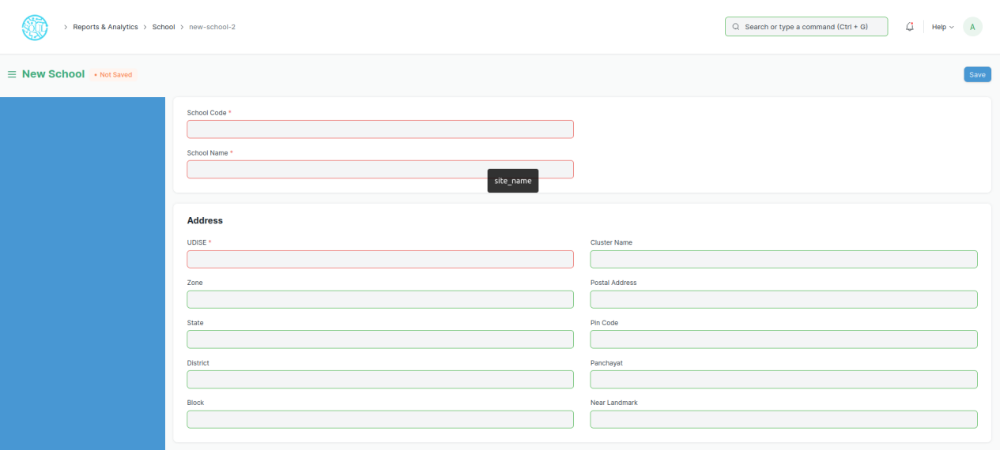 SOUL
> Reports & Analytics > School > new-school-2
Search or type a command (Ctrl + G)
Help
A
New School
• Not Saved
Save
School Code *
School Name *
site_name
Address
UDISE *
Cluster Name
Zone
Postal Address
State
Pin Code
District
Panchayat
Block
Near Landmark